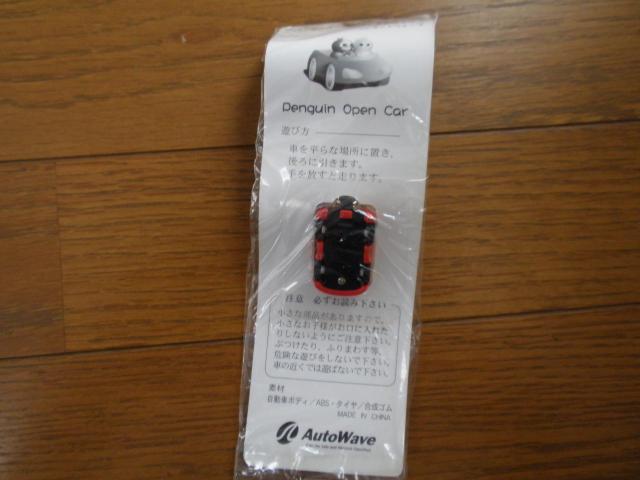 Penguin Open Car
遊び方
車を平らな場所に置き、
後ろに引きます。
手を放すと走ります。
注意 必ずお読み下さい
小さな部品がありますので、
小さなお子様がお口に入れた
りしないようにご注意下さい。
ぶつけたり、ふりまわす等、
危険な遊びをしないで下さい。
車の近くでは遊ばないで下さい。
素材
自動車ボディ/ABS・タイヤ/合成ゴム
MADE IN CHINA
AutoWave